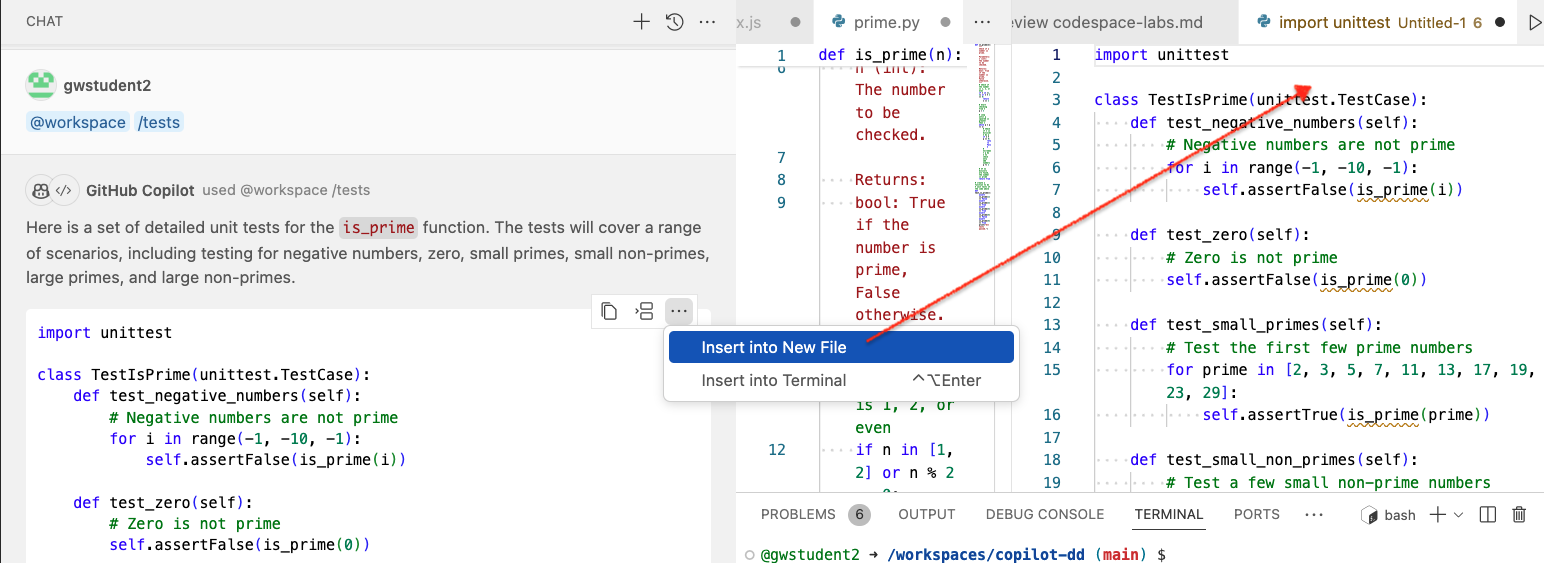 CHAT
gwstudent2
@workspace /tests
GitHub Copilot used @workspace /tests
Here is a set of detailed unit tests for the is_prime function. The tests will cover a range
of scenarios, including testing for negative numbers, zero, small primes, small non-primes,
large primes, and large non-primes.
import unittest
class TestIsPrime(unittest.TestCase):
def test_negative_numbers(self):
# Negative numbers are not prime
for i in range(-1, -10, -1):
self.assertFalse(is_prime(i))
def test_zero(self):
# Zero is not prime
self.assertFalse(is_prime(0))
Insert into New File
Insert into Terminal ^⌥Enter
x.js
prime.py
1 def is_prime(n):
6 n (int):
The number
to be
checked.
7
8 Returns:
9 bool: True
if the
number is
prime,
False
otherwise.
is 1, 2, or
even
12 if n in [1,
2] or n % 2
eview codespace-labs.md
import unittest Untitled-1 6
1 import unittest
2
3 class TestIsPrime(unittest.TestCase):
4 def test_negative_numbers(self):
5 # Negative numbers are not prime
6 for i in range(-1, -10, -1):
7 self.assertFalse(is_prime(i))
8
9 def test_zero(self):
10 # Zero is not prime
11 self.assertFalse(is_prime(0))
12
13 def test_small_primes(self):
14 # Test the first few prime numbers
15 for prime in [2, 3, 5, 7, 11, 13, 17, 19,
23, 29]:
16 self.assertTrue(is_prime(prime))
17
18 def test_small_non_primes(self):
19 # Test a few small non-prime numbers
PROBLEMS 6 OUTPUT DEBUG CONSOLE TERMINAL PORTS bash
@gwstudent2 → /workspaces/copilot-dd (main) $